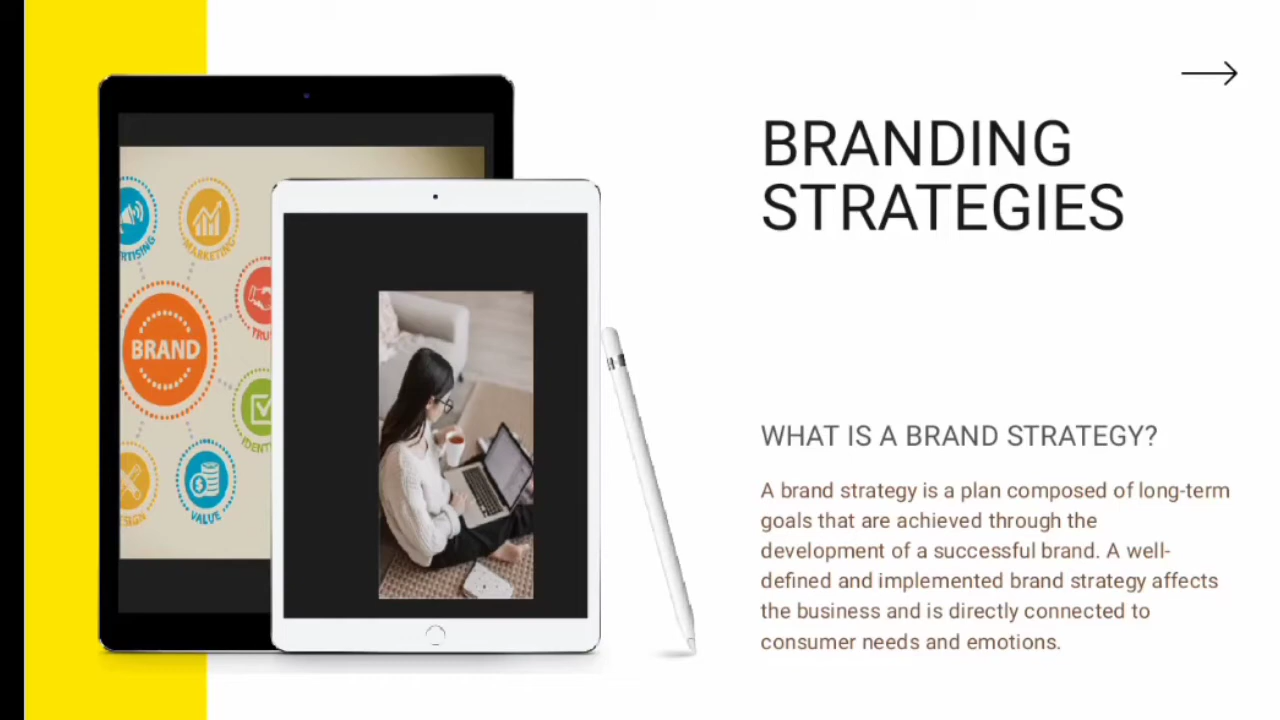 BRANDING
STRATEGIES
WHAT IS A BRAND STRATEGY?
A brand strategy is a plan composed of long-term
goals that are achieved through the
development of a successful brand. A well-
defined and implemented brand strategy affects
the business and is directly connected to
consumer needs and emotions.
MARKETING
BRAND
VALUE